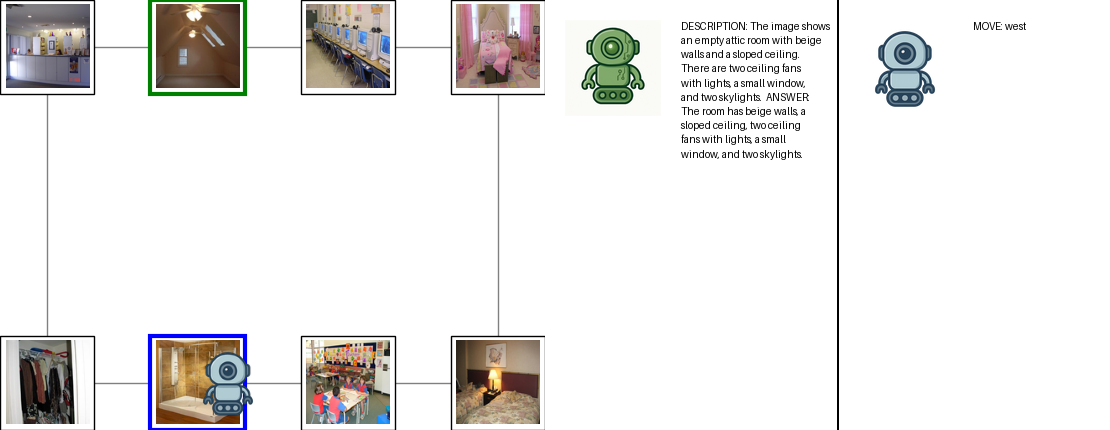 DESCRIPTION: The image shows
an empty attic room with beige
walls and a sloped ceiling.
There are two ceiling fans
with lights, a small window,
and two skylights. ANSWER:
The room has beige walls, a
sloped ceiling, two ceiling
fans with lights, a small
window, and two skylights.
MOVE: west